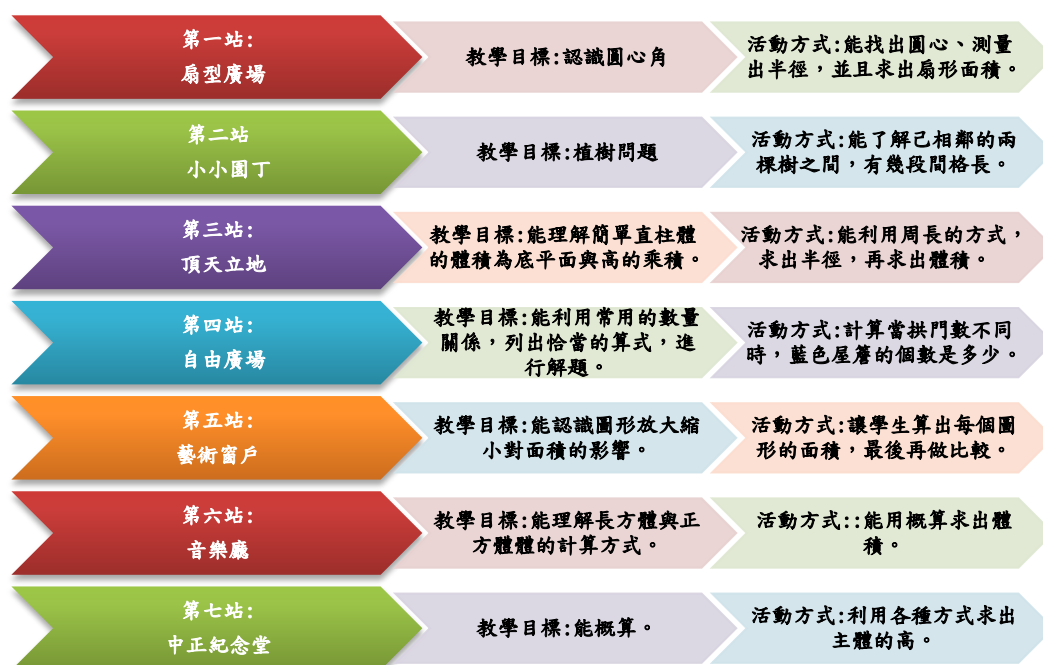 第一站:
扇型廣場
教學目標:認識圓心角
活動方式:能找出圓心、測量
出半徑，並且求出扇形面積。
第二站
小小園丁
教學目標:植樹問題
活動方式:能了解己相鄰的兩
棵樹之間，有幾段間格長。
第三站:
頂天立地
教學目標:能理解簡單直柱體
的體積為底平面與高的乘積。
活動方式:能利用周長的方式，
求出半徑，再求出體積。
第四站:
自由廣場
教學目標:能利用常用的數量
關係，列出恰當的算式，進
行解題。
活動方式:計算當拱門數不同
時，藍色屋簷的個數是多少。
第五站:
藝術窗戶
教學目標:能認識圖形放大縮
小對面積的影響。
活動方式:讓學生算出每個圖
形的面積，最後再做比較。
第六站:
音樂廳
教學目標:能理解長方體與正
方體體的計算方式。
活動方式::能用概算求出體
積。
第七站:
中正紀念堂
教學目標:能概算。
活動方式:利用各種方式求出
主體的高。